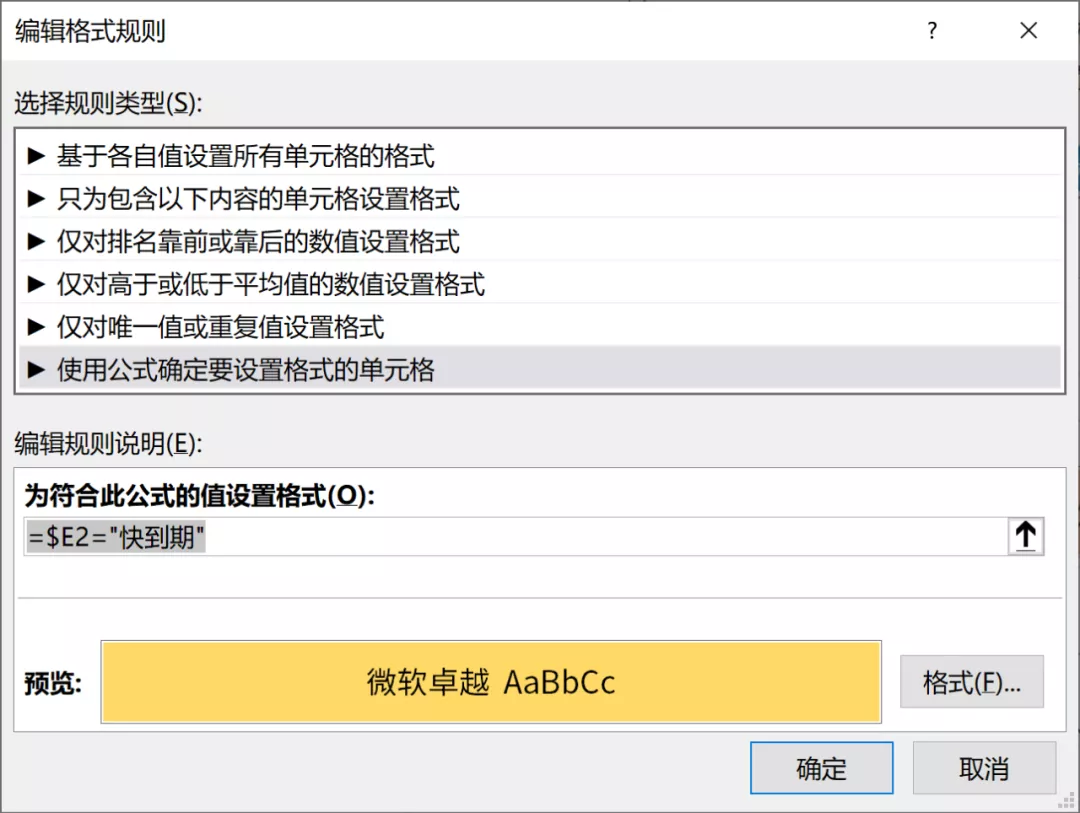 编辑格式规则
?
选择规则类型(S):
► 基于各自值设置所有单元格的格式
► 只为包含以下内容的单元格设置格式
► 仅对排名靠前或靠后的数值设置格式
► 仅对高于或低于平均值的数值设置格式
► 仅对唯一值或重复值设置格式
► 使用公式确定要设置格式的单元格
编辑规则说明(E):
为符合此公式的值设置格式(O):
=$E2="快到期"
预览:
微软卓越 AaBbCc
格式(F)...
确定
取消